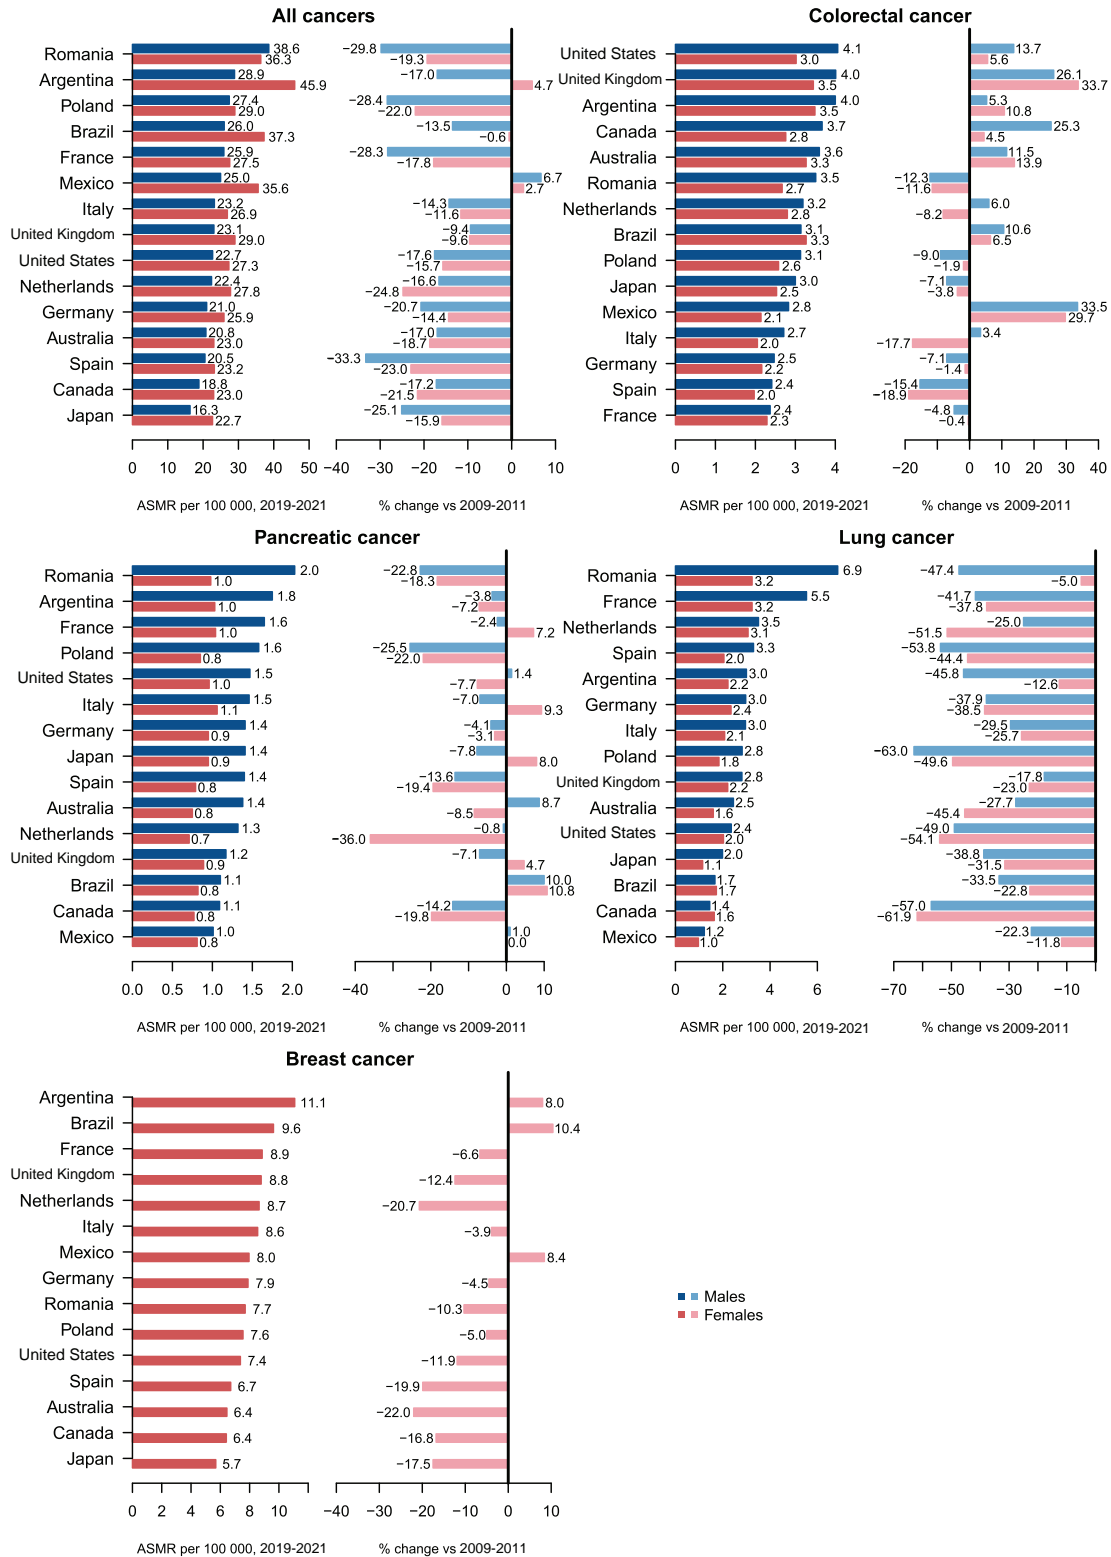 All cancers
Romania 38.6 36.3 −29.8 −19.3
Argentina 28.9 45.9 −17.0 4.7
Poland 27.4 29.0 −28.4 −22.0
Brazil 26.0 37.3 −13.5 −0.6
France 25.9 27.5 −28.3 −17.8
Mexico 25.0 35.6 6.7 2.7
Italy 23.2 26.9 −14.3 −11.6
United Kingdom 23.1 29.0 −9.4 −9.6
United States 22.7 27.3 −17.6 −15.7
Netherlands 22.4 27.8 −16.6 −24.8
Germany 21.0 25.9 −20.7 −14.4
Australia 20.8 23.0 −17.0 −18.7
Spain 20.5 23.2 −33.3 −23.0
Canada 18.8 23.0 −17.2 −21.5
Japan 16.3 22.7 −25.1 −15.9
0 10 20 30 40 50 −40 −30 −20 −10 0 10
ASMR per 100 000, 2019-2021 % change vs 2009-2011
Colorectal cancer
United States 4.1 3.0 13.7 5.6
United Kingdom 4.0 3.5 26.1 33.7
Argentina 4.0 3.5 5.3 10.8
Canada 3.7 2.8 25.3 4.5
Australia 3.6 3.3 11.5 13.9
Romania 3.5 2.7 −12.3 −11.6
Netherlands 3.2 2.8 6.0 −8.2
Brazil 3.1 3.3 10.6 6.5
Poland 3.1 2.6 −9.0 −1.9
Japan 3.0 2.5 −7.1 −3.8
Mexico 2.8 2.1 33.5 29.7
Italy 2.7 2.0 3.4 −17.7
Germany 2.5 2.2 −7.1 −1.4
Spain 2.4 2.0 −15.4 −18.9
France 2.4 2.3 −4.8 −0.4
0 1 2 3 4 −20 0 10 20 30 40
ASMR per 100 000, 2019-2021 % change vs 2009-2011
Pancreatic cancer
Romania 2.0 1.0 −22.8 −18.3
Argentina 1.8 1.0 −3.8 −7.2
France 1.6 1.0 −2.4 7.2
Poland 1.6 0.8 −25.5 −22.0
United States 1.5 1.0 1.4 −7.7
Italy 1.5 1.1 −7.0 9.3
Germany 1.4 0.9 −4.1 −3.1
Japan 1.4 0.9 −7.8 8.0
Spain 1.4 0.8 −13.6 −19.4
Australia 1.4 0.8 8.7 −8.5
Netherlands 1.3 0.7 −0.8 −36.0
United Kingdom 1.2 0.9 −7.1 4.7
Brazil 1.1 0.8 10.0 10.8
Canada 1.1 0.8 −14.2 −19.8
Mexico 1.0 0.8 1.0 0.0
0.0 0.5 1.0 1.5 2.0 −40 −20 0 10
ASMR per 100 000, 2019-2021 % change vs 2009-2011
Lung cancer
Romania 6.9 3.2 −47.4 −5.0
France 5.5 3.2 −41.7 −37.8
Netherlands 3.5 3.1 −25.0 −51.5
Spain 3.3 2.0 −53.8 −44.4
Argentina 3.0 2.2 −45.8 −12.6
Germany 3.0 2.4 −37.9 −38.5
Italy 3.0 2.1 −29.5 −25.7
Poland 2.8 1.8 −63.0 −49.6
United Kingdom 2.8 2.2 −17.8 −23.0
Australia 2.5 1.6 −27.7 −45.4
United States 2.4 2.0 −49.0 −54.1
Japan 2.0 1.1 −38.8 −31.5
Brazil 1.7 1.7 −33.5 −22.8
Canada 1.4 1.6 −57.0 −61.9
Mexico 1.2 1.0 −22.3 −11.8
0 2 4 6 −70 −50 −30 −10
ASMR per 100 000, 2019-2021 % change vs 2009-2011
Breast cancer
Argentina 11.1 8.0
Brazil 9.6 10.4
France 8.9 −6.6
United Kingdom 8.8 −12.4
Netherlands 8.7 −20.7
Italy 8.6 −3.9
Mexico 8.0 8.4
Germany 7.9 −4.5
Romania 7.7 −10.3
Poland 7.6 −5.0
United States 7.4 −11.9
Spain 6.7 −19.9
Australia 6.4 −22.0
Canada 6.4 −16.8
Japan 5.7 −17.5
0 2 4 6 8 10 −40 −30 −20 −10 0 10
ASMR per 100 000, 2019-2021 % change vs 2009-2011
Males
Females